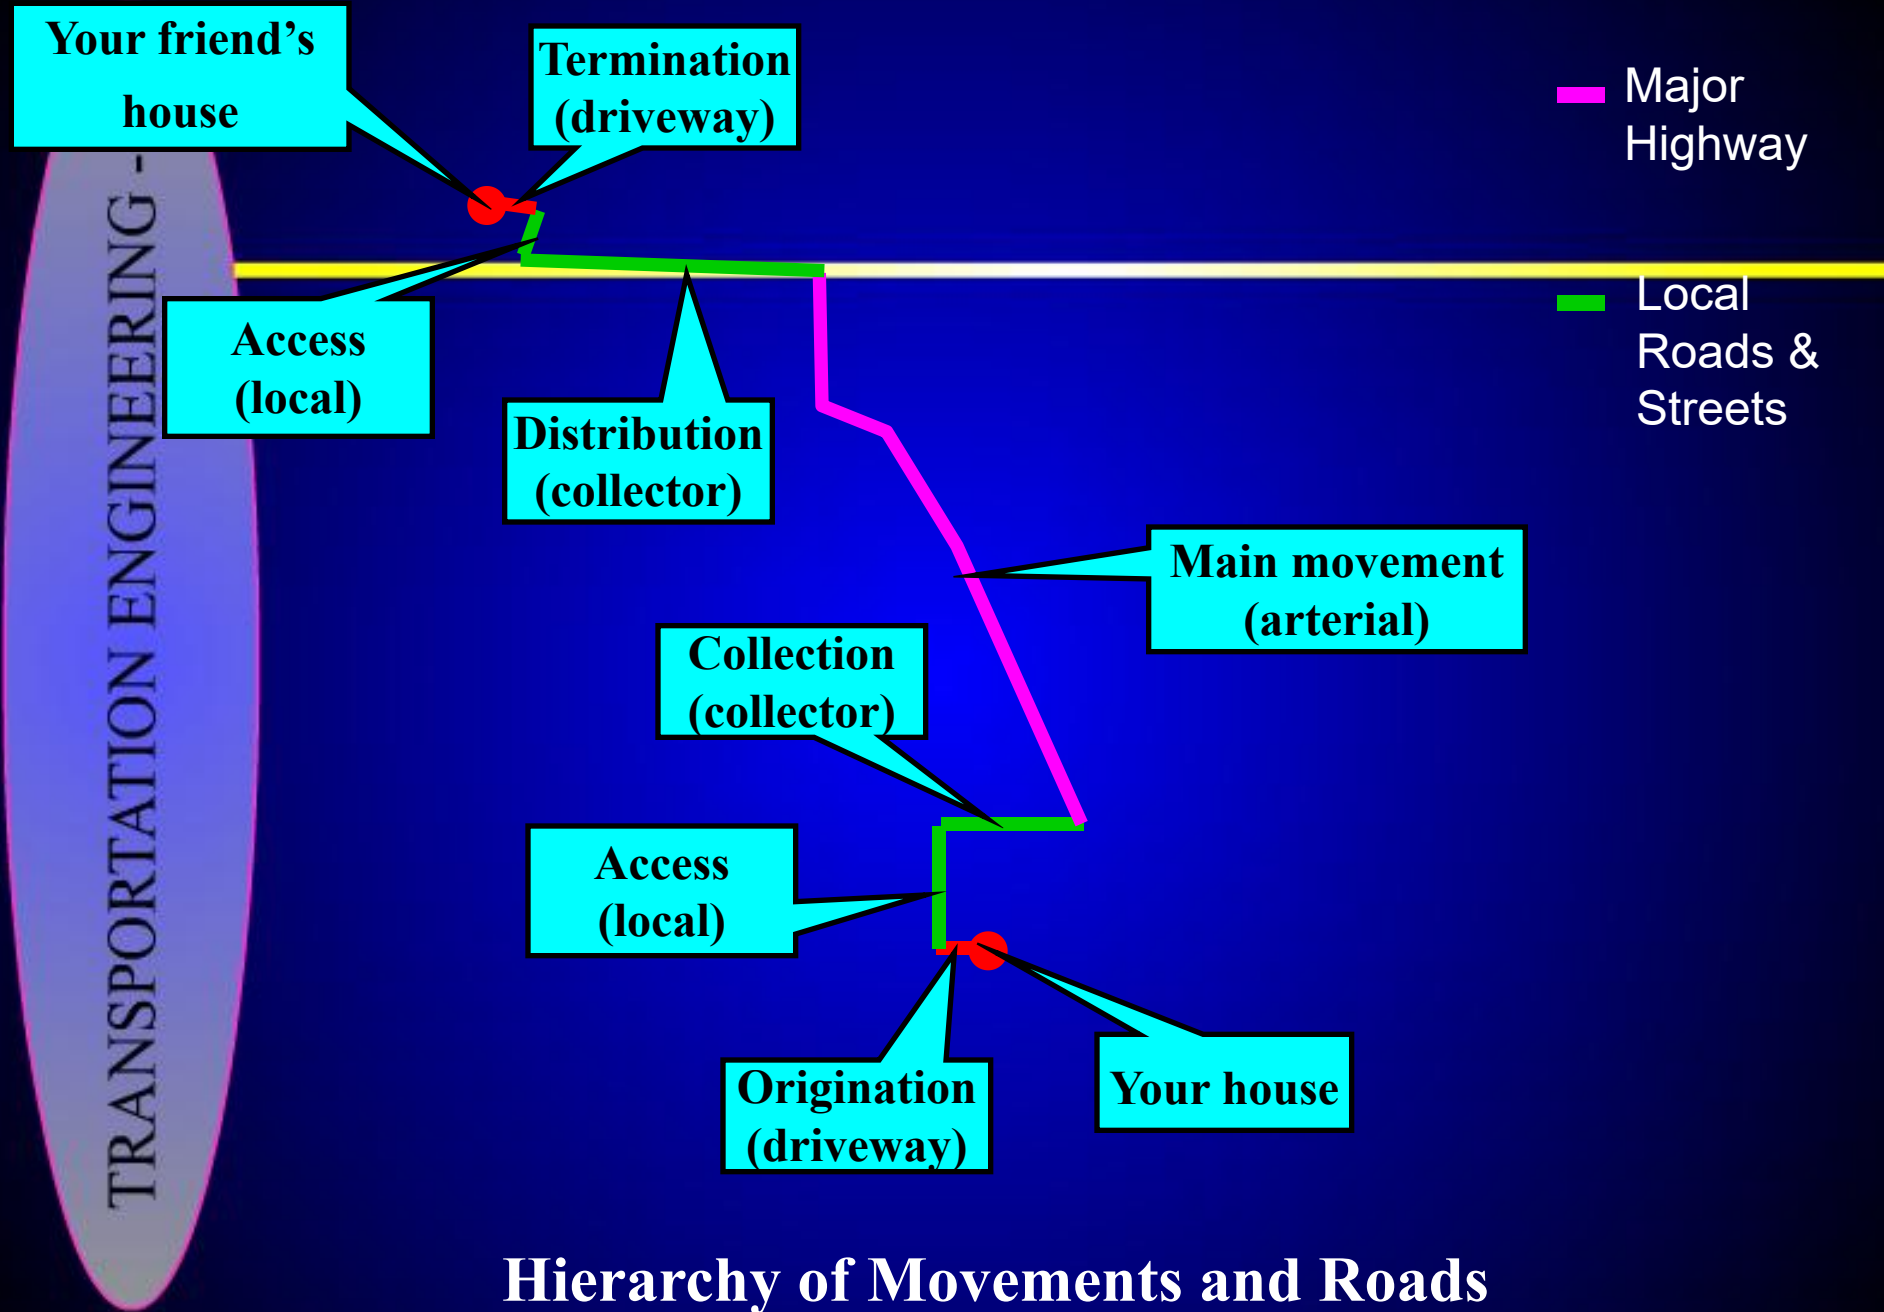 Your friend’s
house
Termination
(driveway)
Major
Highway
TRANSPORTATION ENGINEERING -
Access
(local)
Distribution
(collector)
Local
Roads &
Streets
Main movement
(arterial)
Collection
(collector)
Access
(local)
Origination
(driveway)
Your house
Hierarchy of Movements and Roads